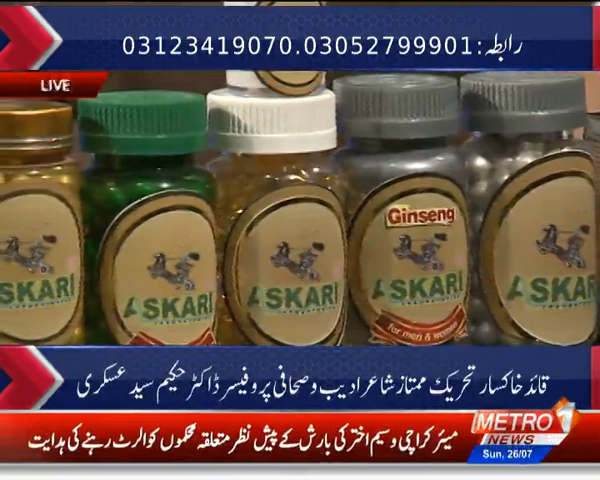 رابطہ: 03123419070.03052799901
LIVE
SKARI
ASKARI
ASKARI
Ginseng
ASKARI
for men & women
ASKARI
قائد خاکسار تحریک ممتاز شاعر ادیب و صحافی پروفیسر ڈاکٹر حکیم سید عسکری
میئر کراچی وسیم اختر کی بارش کے پیش نظر متعلقہ محکموں کو الرٹ رہنے کی ہدایت
METRO 1
NEWS
Sun, 26/07